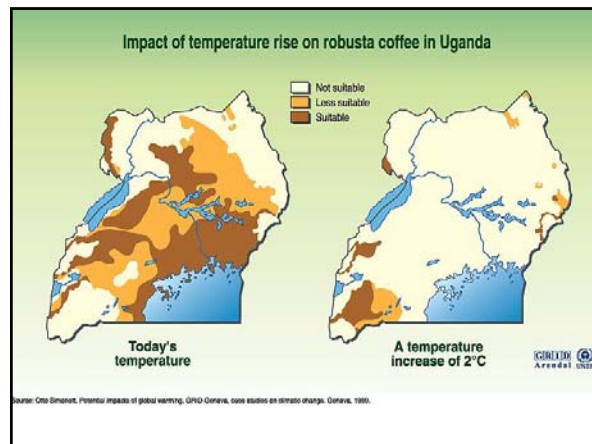 Impact of temperature rise on robusta coffee in Uganda
Not suitable
Less suitable
Suitable
Today's
temperature
A temperature
increase of 2°C
GRID
Arendal
UNEP
Source: Otto Simonett, Potential impacts of global warming, GRID-Geneva, case studies on climatic change. Geneva, 1989.